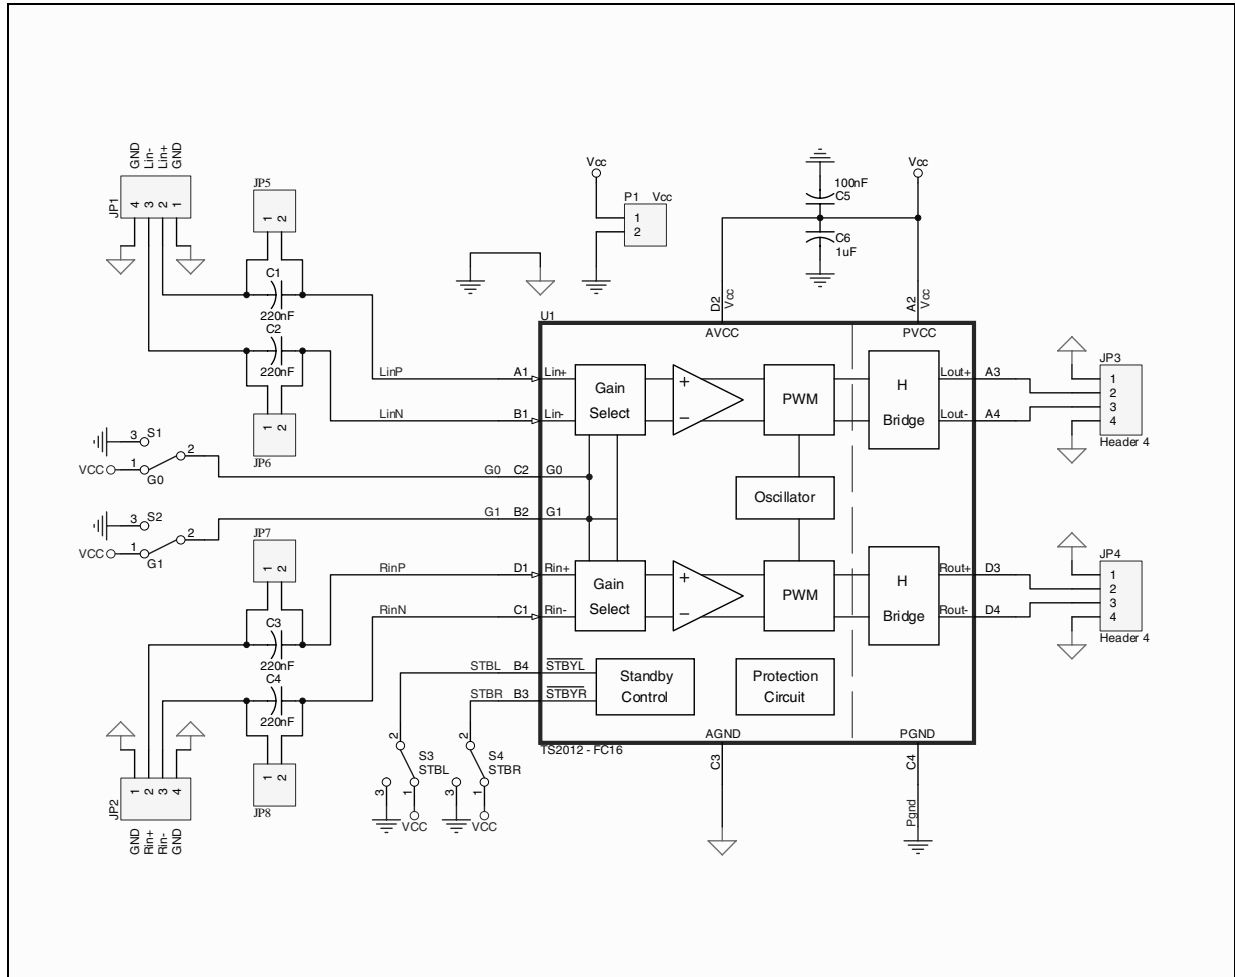 GND
Lin-
Lin+
GND
JP1
4
3
2
1
JP5
1
2
C1
220nF
C2
220nF
1
2
JP6
Vcc
P1 Vcc
1
2
100nF
C5
C6
1uF
Vcc
D2
Vcc
A2
Vcc
U1
AVCC
PVCC
LinP
A1
Lin+
LinN
B1
Lin-
Gain
Select
+
−
PWM
H
Bridge
Lout+
A3
Lout-
A4
JP3
1
2
3
4
Header 4
3
S1
VCC
1
2
G0
G0
C2
G0
3
S2
VCC
1
2
G1
G1
B2
G1
Oscillator
JP7
1
2
C3
220nF
C4
220nF
1
2
JP8
RinP
D1
Rin+
RinN
C1
Rin-
Gain
Select
+
−
PWM
H
Bridge
Rout+
D3
Rout-
D4
JP4
1
2
3
4
Header 4
STBL
B4
STBYL
STBR
B3
STBYR
Standby
Control
Protection
Circuit
AGND
PGND
TS2012 - FC16
2
S3
STBL
3
1
VCC
2
S4
STBR
3
1
VCC
C3
C4
Pgnd
JP2
1
2
3
4
GND
Rin+
Rin-
GND